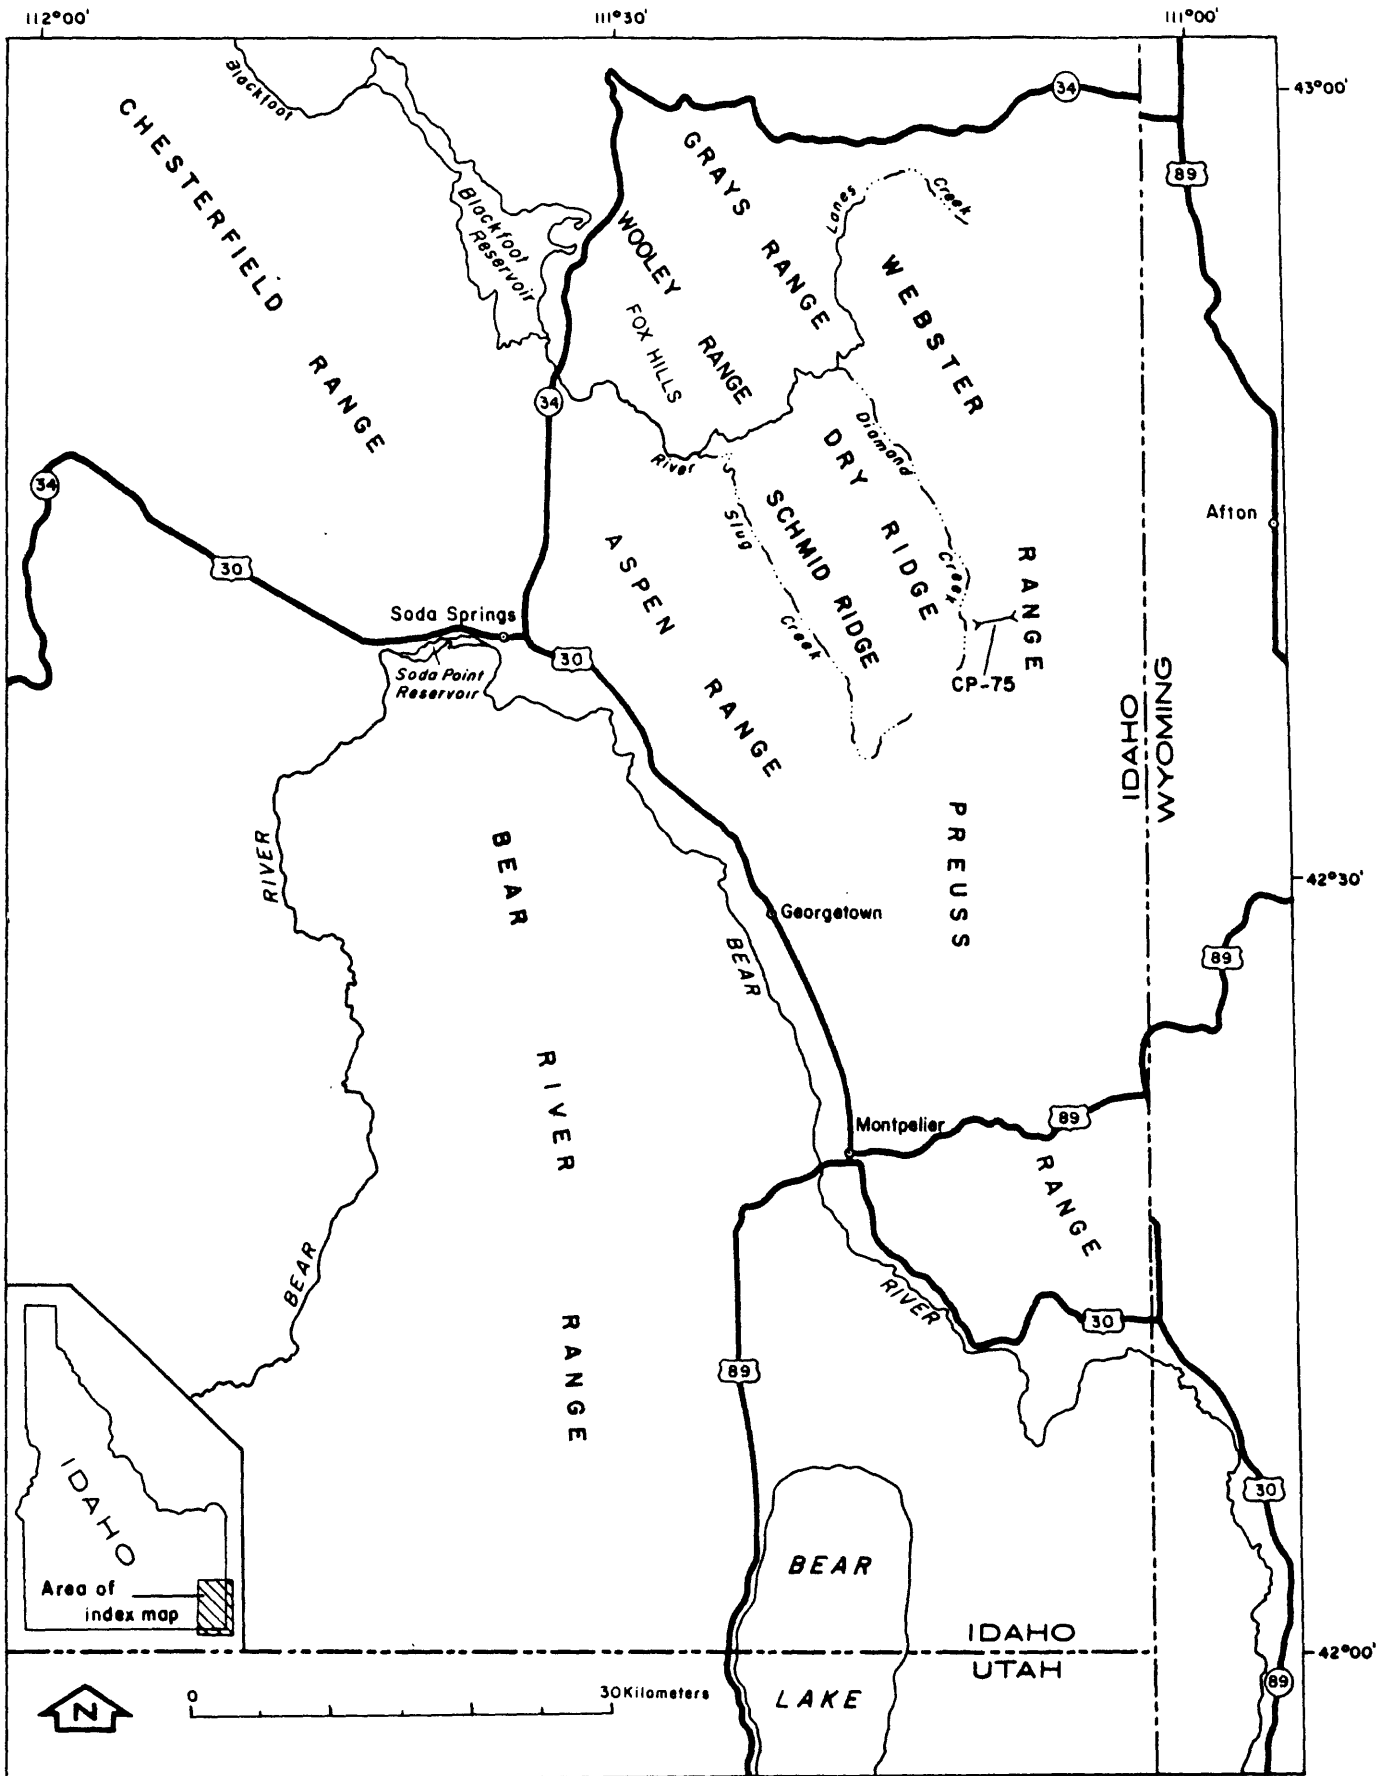 112°00'
111°30'
111°00'
43°00'
Blackfoot
34
CHESTERFIELD
RANGE
GRAYS
RANGE
89
Lanes
Creek
Blackfoot
Reservoir
WOOLEY
RANGE
FOX HILLS
WEBSTER
34
River
DRY
RIDGE
Diamond
Creek
34
SCHMID RIDGE
Slug
Creek
Afton
30
ASPEN
RANGE
RANGE
Soda Springs
30
Soda Point
Reservoir
CP-75
IDAHO
WYOMING
PREUSS
RIVER
BEAR
42°30'
Georgetown
BEAR
89
RIVER
Montpelier
89
RANGE
BEAR
RIVER
30
RANGE
89
30
IDAHO
BEAR
Area of
index map
IDAHO
UTAH
42°00'
LAKE
89
N
0
30 Kilometers